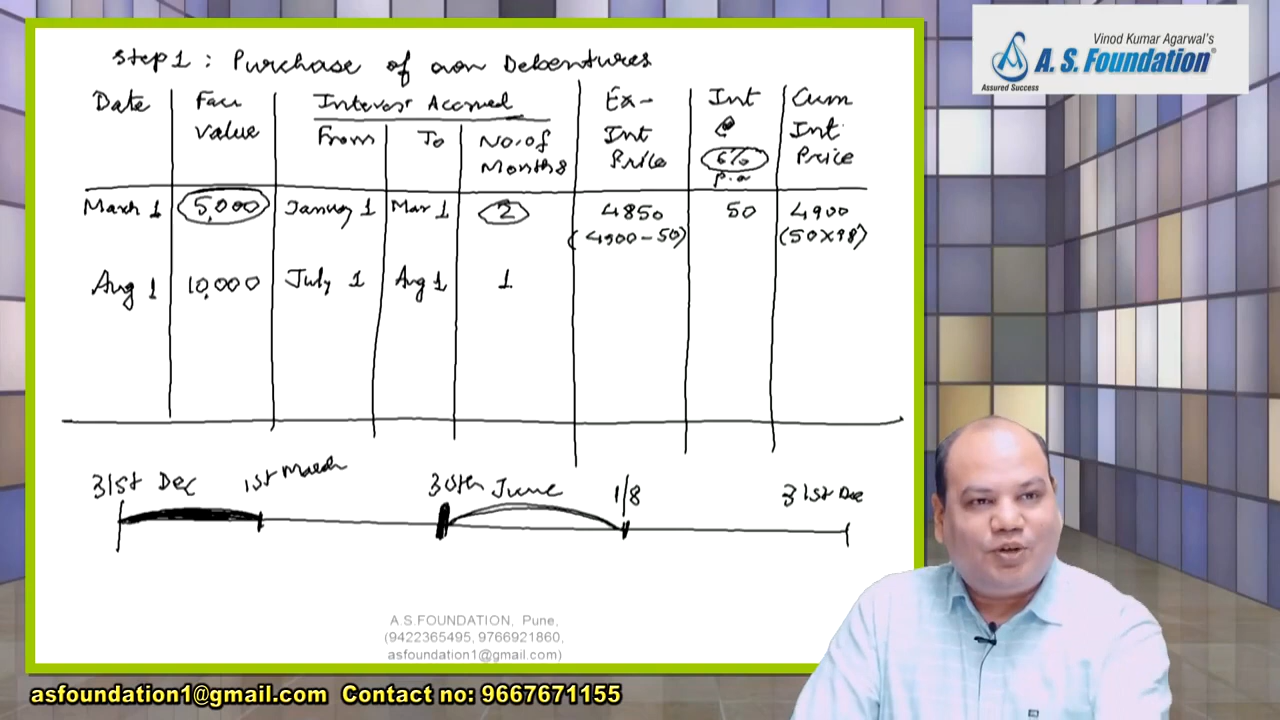 Step 1 : Purchase of own Debentures
Date
Face Value
Interest Accrued
From
To
No. of Months
Ex-Int Price
Int @ 6% p.a
Cum Int. Price
March 1 5,000 January 1 Mar 1 2 4850 50 4900
(4900-50) (50x98)
Aug 1 10,000 July 1 Aug 1 1
31st Dec 1st March 30th June 1/8 31st Dec
A.S.FOUNDATION, Pune,
(9422365495, 9766921860,
asfoundation1@gmail.com)
Vinod Kumar Agarwal's
A. S. Foundation®
Assured Success
asfoundation1@gmail.com Contact no: 9667671155